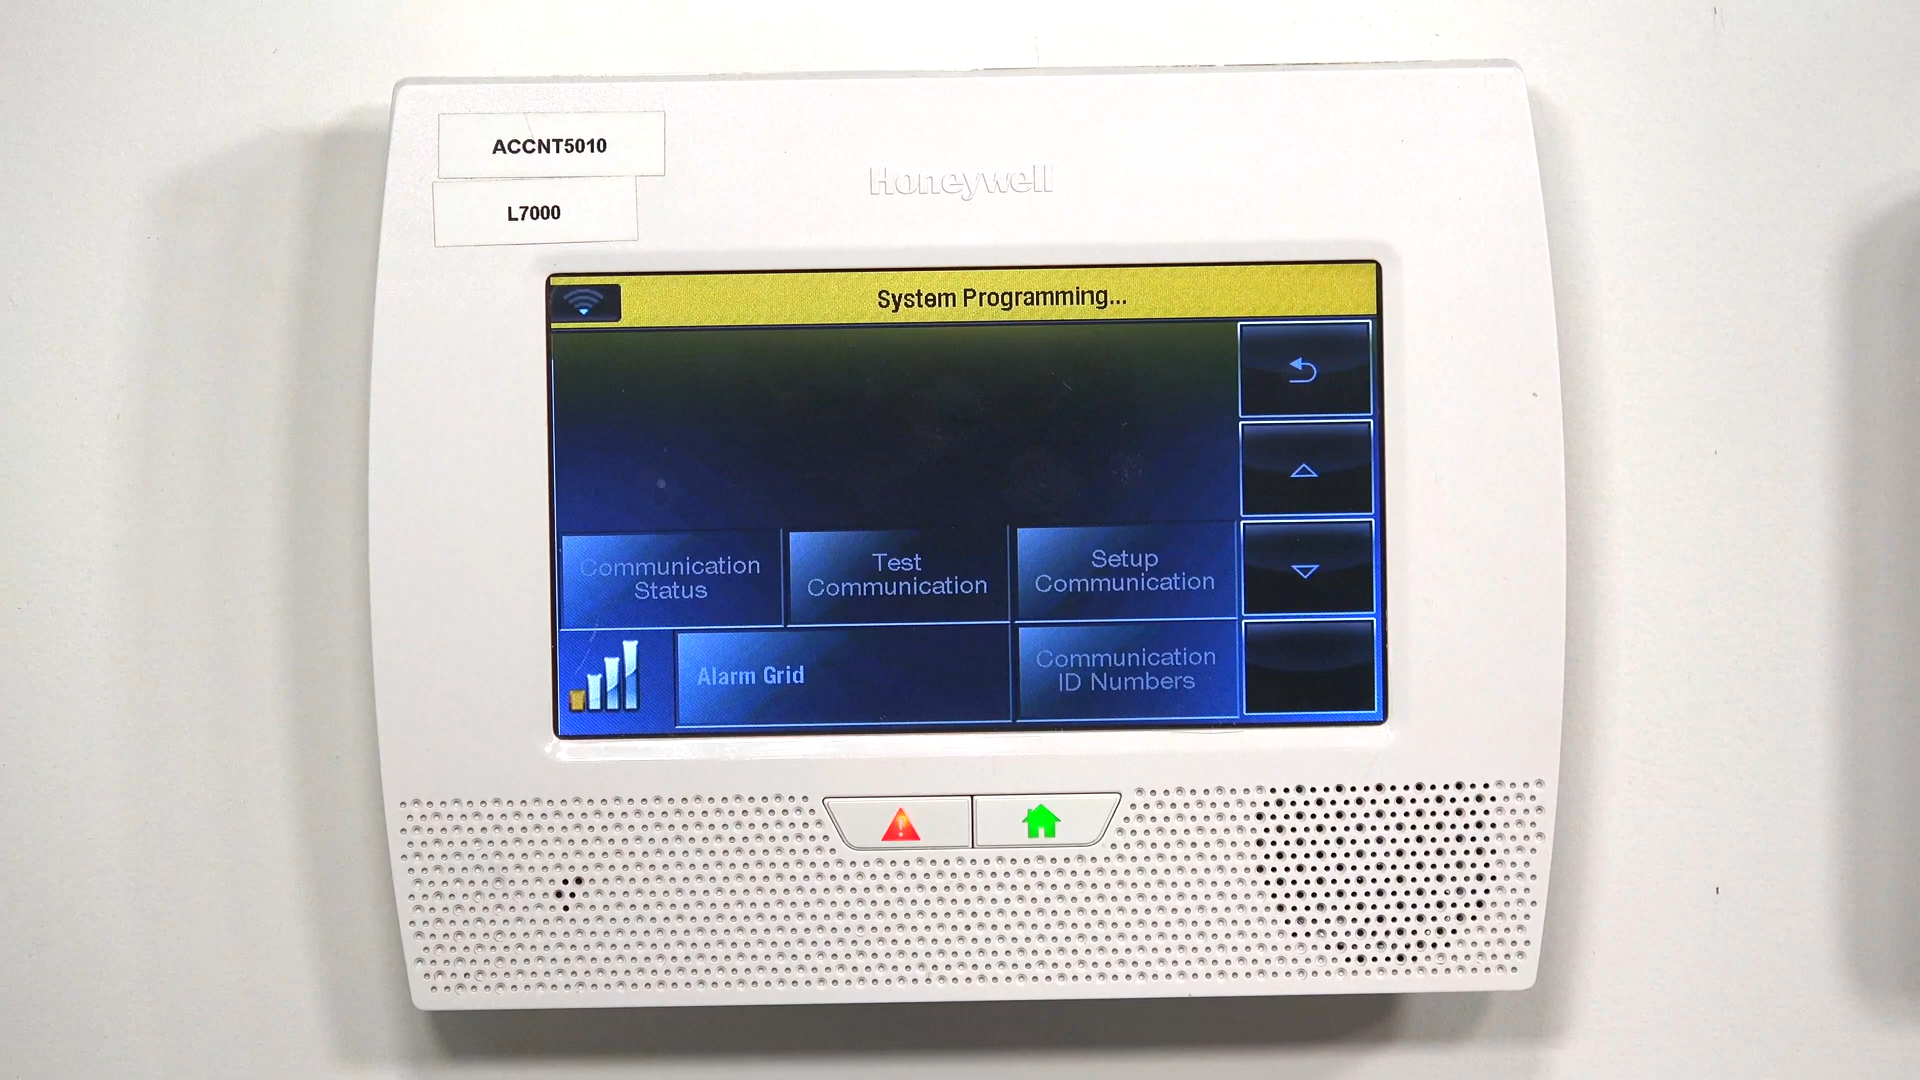 ACCNT5010
L7000
Honeywell
System Programming...
Communication
Status
Test
Communication
Setup
Communication
Alarm Grid
Communication
ID Numbers